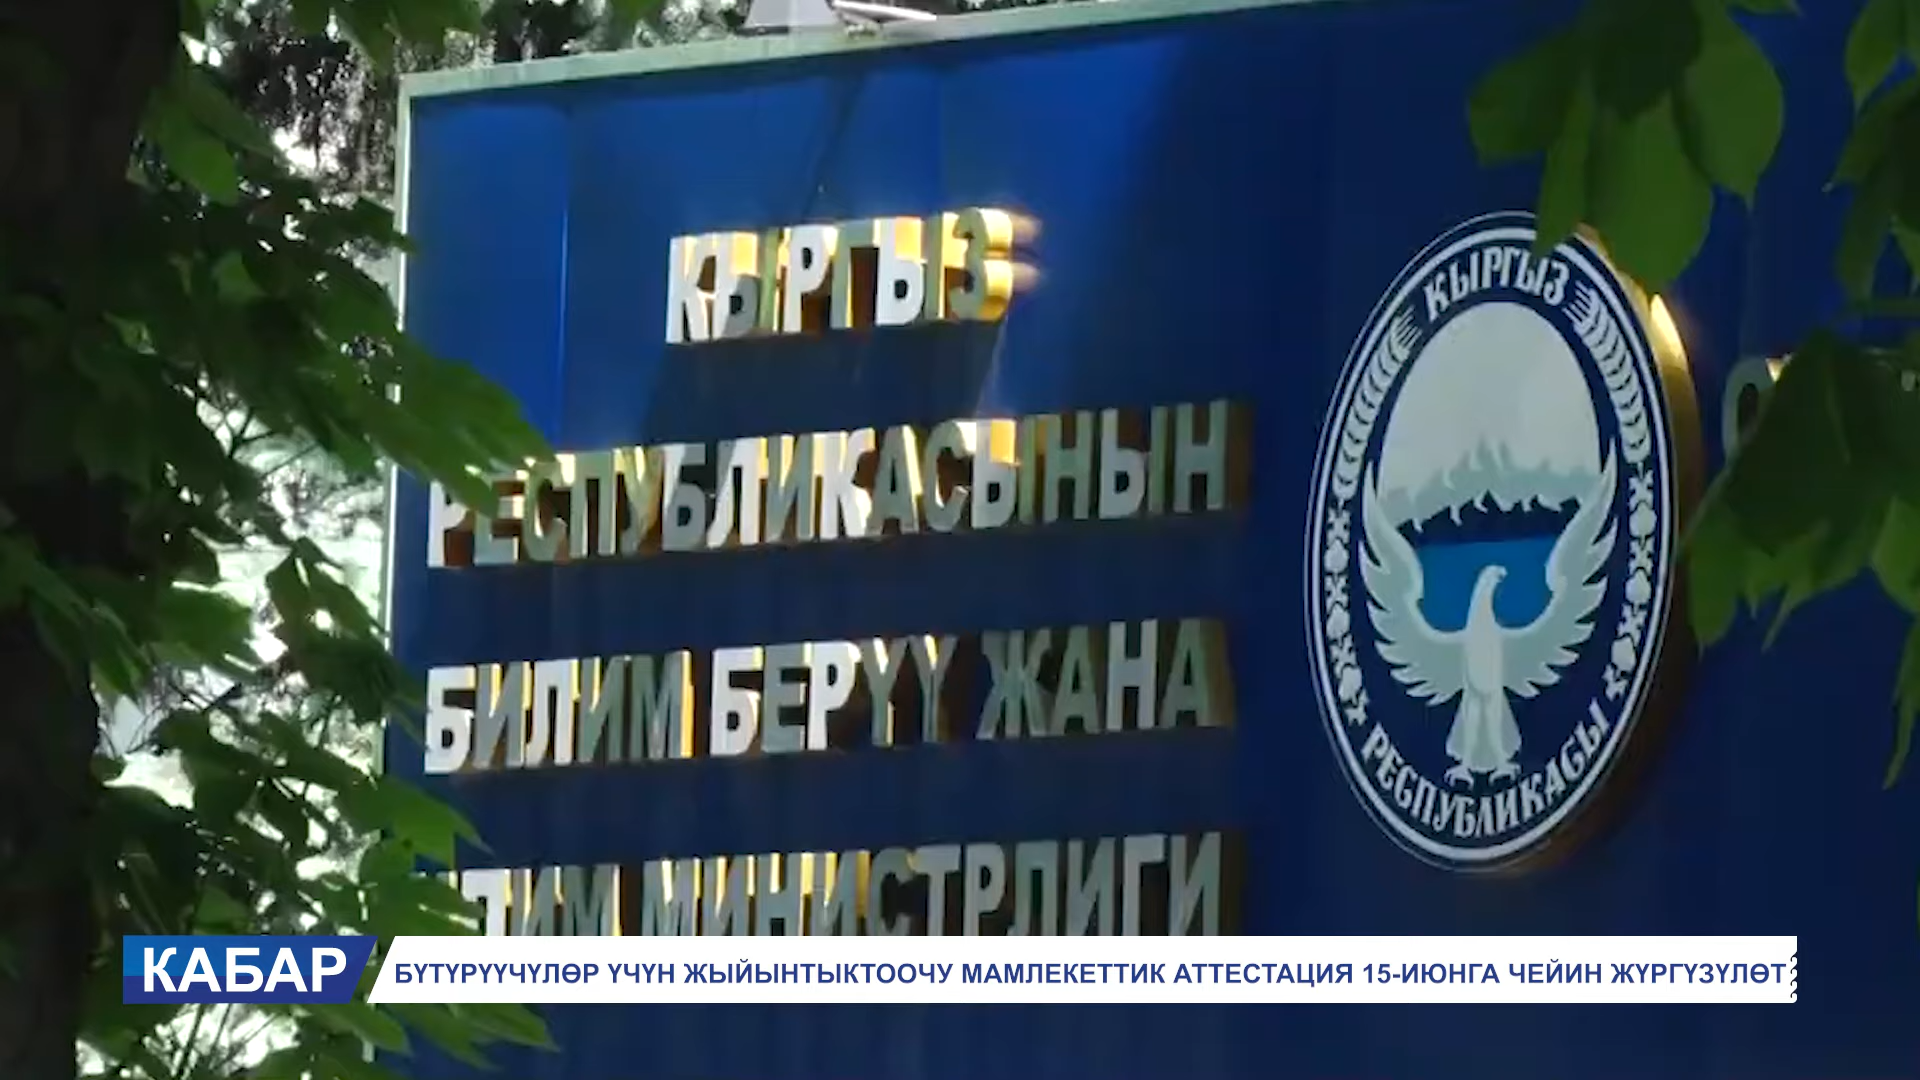 КЫРГЫЗ
РЕСПУБЛИКАСЫНЫН
БИЛИМ БЕРҮҮ ЖАНА
МИНИСТРЛИГИ
КЫРГЫЗ
РЕСПУБЛИКАСЫ
КАБАР
БҮТҮРҮҮЧҮЛӨР ҮЧҮН ЖЫЙЫНТЫКТООЧУ МАМЛЕКЕТТИК АТТЕСТАЦИЯ 15-ИЮНГА ЧЕЙИН ЖҮРГҮЗҮЛӨТ